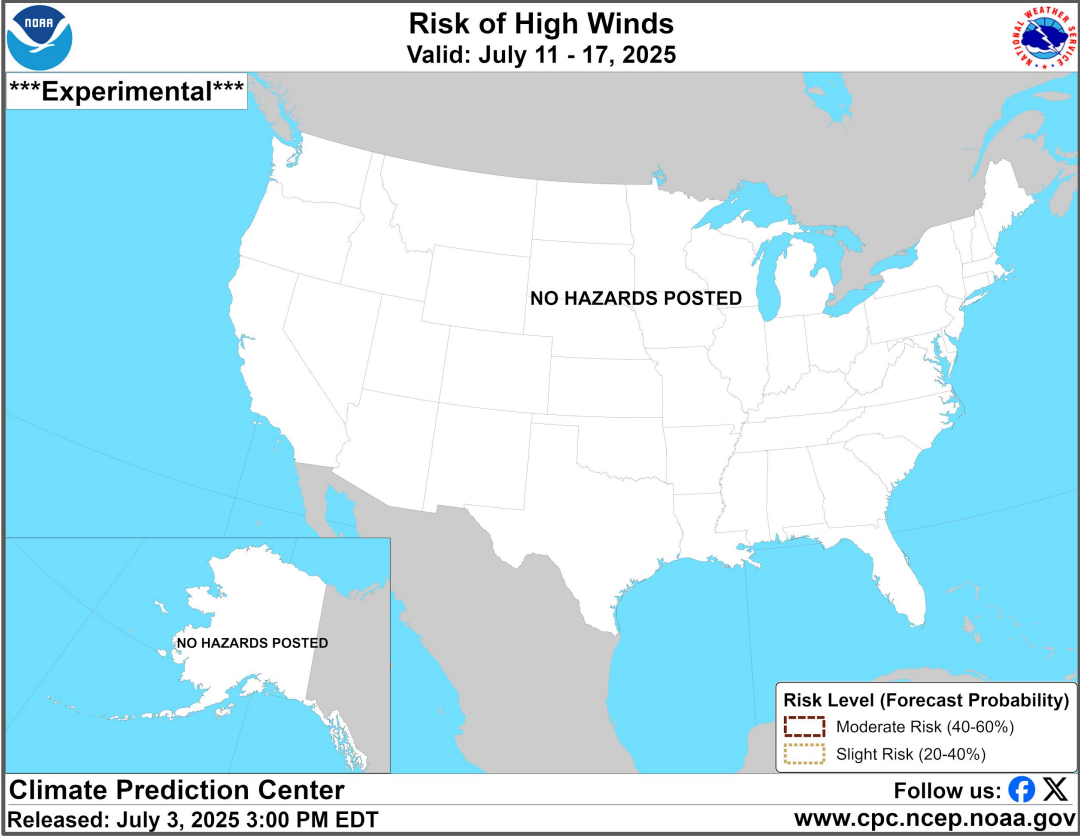 NOAA
Risk of High Winds
Valid: July 11 - 17, 2025
NATIONAL WEATHER SERVICE
***Experimental***
NO HAZARDS POSTED
NO HAZARDS POSTED
Risk Level (Forecast Probability)
Moderate Risk (40-60%)
Slight Risk (20-40%)
Climate Prediction Center
Follow us:
Released: July 3, 2025 3:00 PM EDT
www.cpc.ncep.noaa.gov